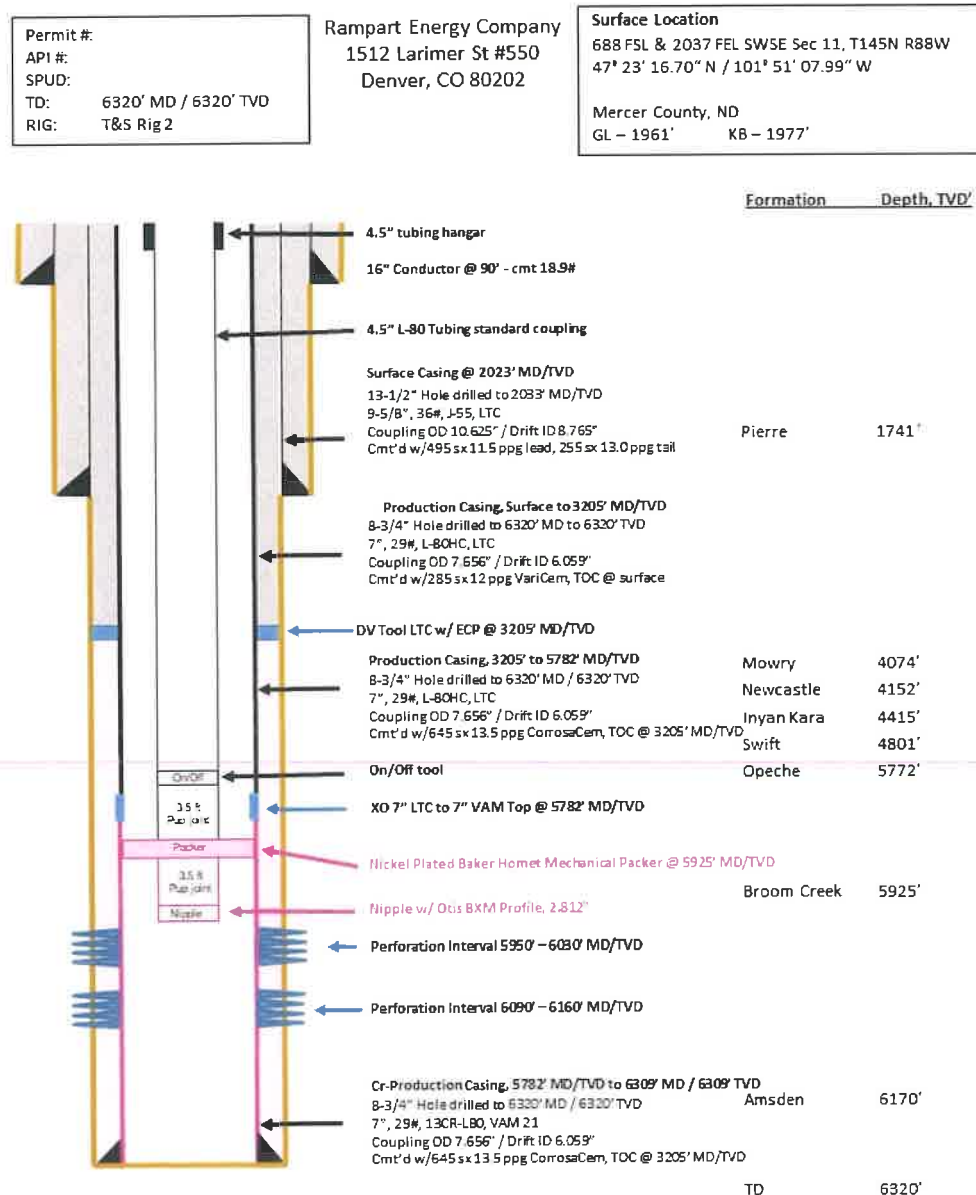 Permit #:
API #:
SPUD:
TD: 6320' MD / 6320' TVD
RIG: T&S Rig 2
Rampart Energy Company
1512 Larimer St #550
Denver, CO 80202
Surface Location
688 FSL & 2037 FEL SWSE Sec 11, T145N R88W
47° 23' 16.70" N / 101° 51' 07.99" W
Mercer County, ND
GL – 1961' KB – 1977'
Formation Depth, TVD'
4.5" tubing hangar
16" Conductor @ 90' - cmt 18.9#
4.5" L-80 Tubing standard coupling
Surface Casing @ 2023' MD/TVD
13-1/2" Hole drilled to 2033' MD/TVD
9-5/8", 36#, J-55, LTC
Coupling OD 10.625" / Drift ID 8.765"
Cmt'd w/495 sx 11.5 ppg lead, 255 sx 13.0 ppg tail
Pierre 1741'
Production Casing, Surface to 3205' MD/TVD
8-3/4" Hole drilled to 6320' MD to 6320' TVD
7", 29#, L-80HC, LTC
Coupling OD 7.656" / Drift ID 6.059"
Cmt'd w/285 sx 12 ppg VariCem, TOC @ surface
DV Tool LTC w/ ECP @ 3205' MD/TVD
Production Casing, 3205' to 5782' MD/TVD
8-3/4" Hole drilled to 6320' MD / 6320' TVD
7", 29#, L-80HC, LTC
Coupling OD 7.656" / Drift ID 6.059"
Cmt'd w/645 sx 13.5 ppg CorrosaCem, TOC @ 3205' MD/TVD
Mowry 4074'
Newcastle 4152'
Inyan Kara 4415'
Swift 4801'
Opeche 5772'
On/Off
On/Off tool
3.5 ft
Pup joint
XO 7" LTC to 7" VAM Top @ 5782' MD/TVD
Packer
Nickel Plated Baker Hornet Mechanical Packer @ 5925' MD/TVD
3.5 ft
Pup joint
Broom Creek 5925'
Nipple
Nipple w/ Otis BXM Profile, 2.812"
Perforation Interval 5950' – 6030' MD/TVD
Perforation Interval 6090' – 6160' MD/TVD
Cr-Production Casing, 5782' MD/TVD to 6309' MD / 6309' TVD
8-3/4" Hole drilled to 6320' MD / 6320' TVD
7", 29#, 13CR-L80, VAM 21
Coupling OD 7.656" / Drift ID 6.059"
Cmt'd w/645 sx 13.5 ppg CorrosaCem, TOC @ 3205' MD/TVD
Amsden 6170'
TD 6320'